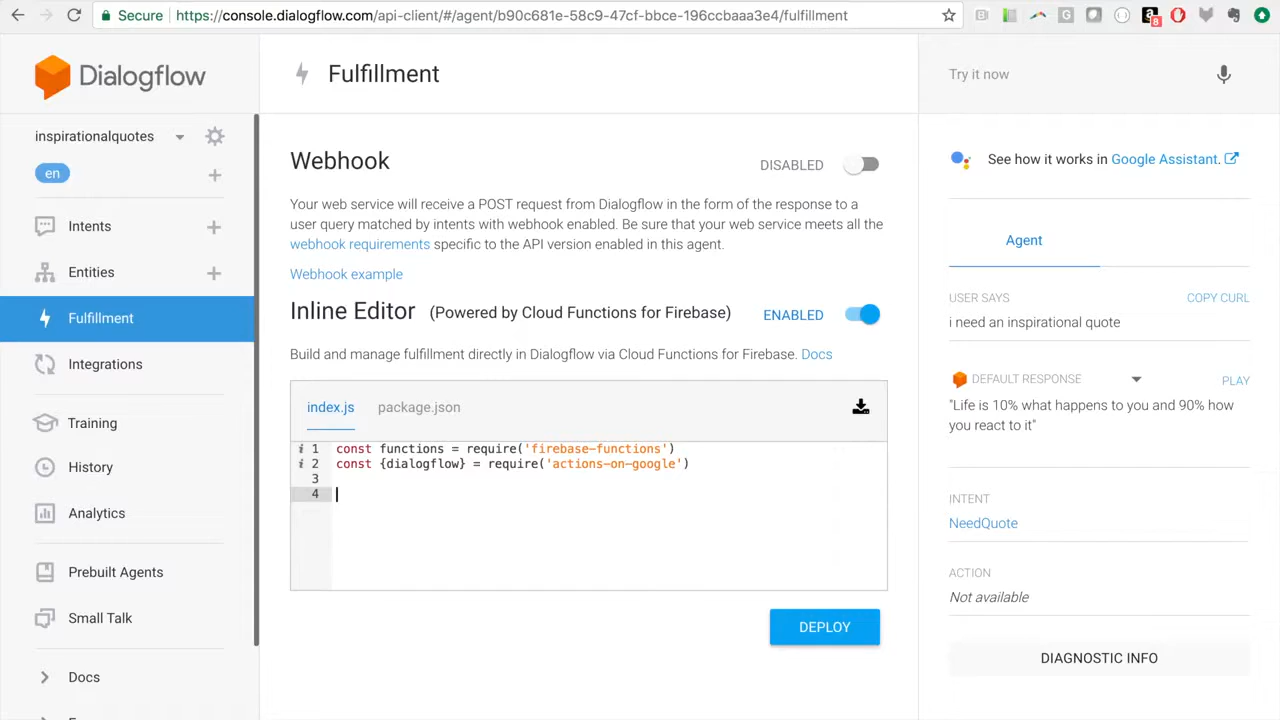 Secure https://console.dialogflow.com/api-client/#/agent/b90c681e-58c9-47cf-bbce-196ccbaaa3e4/fulfillment
8
Dialogflow
inspirationalquotes
en
Intents
Entities
Fulfillment
Integrations
Training
History
Analytics
Prebuilt Agents
Small Talk
Docs
Fulfillment
Webhook
DISABLED
Your web service will receive a POST request from Dialogflow in the form of the response to a
user query matched by intents with webhook enabled. Be sure that your web service meets all the
webhook requirements specific to the API version enabled in this agent.
Webhook example
Inline Editor (Powered by Cloud Functions for Firebase) ENABLED
Build and manage fulfillment directly in Dialogflow via Cloud Functions for Firebase. Docs
index.js package.json
i 1 const functions = require('firebase-functions')
i 2 const {dialogflow} = require('actions-on-google')
3
4
DEPLOY
Try it now
See how it works in Google Assistant.
Agent
USER SAYS COPY CURL
i need an inspirational quote
DEFAULT RESPONSE PLAY
"Life is 10% what happens to you and 90% how
you react to it"
INTENT
NeedQuote
ACTION
Not available
DIAGNOSTIC INFO